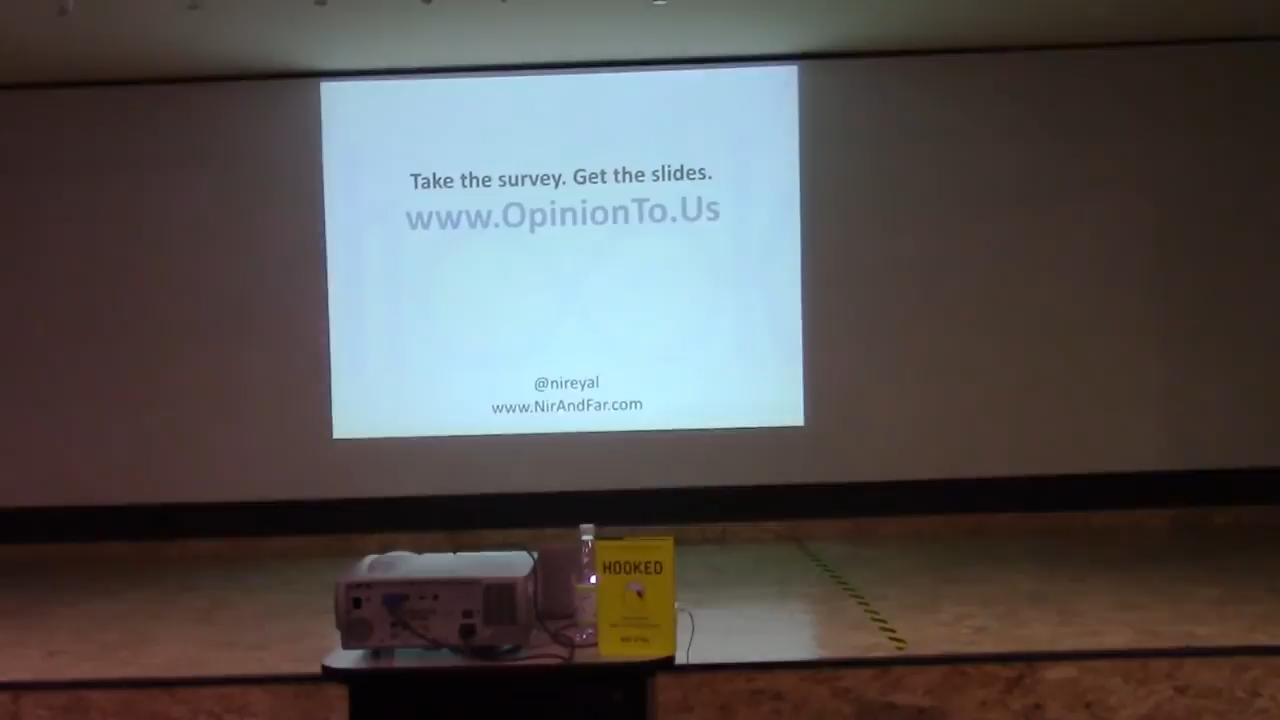 Take the survey. Get the slides.
www.OpinionTo.Us
@nireyal
www.NirAndFar.com
HOOKED